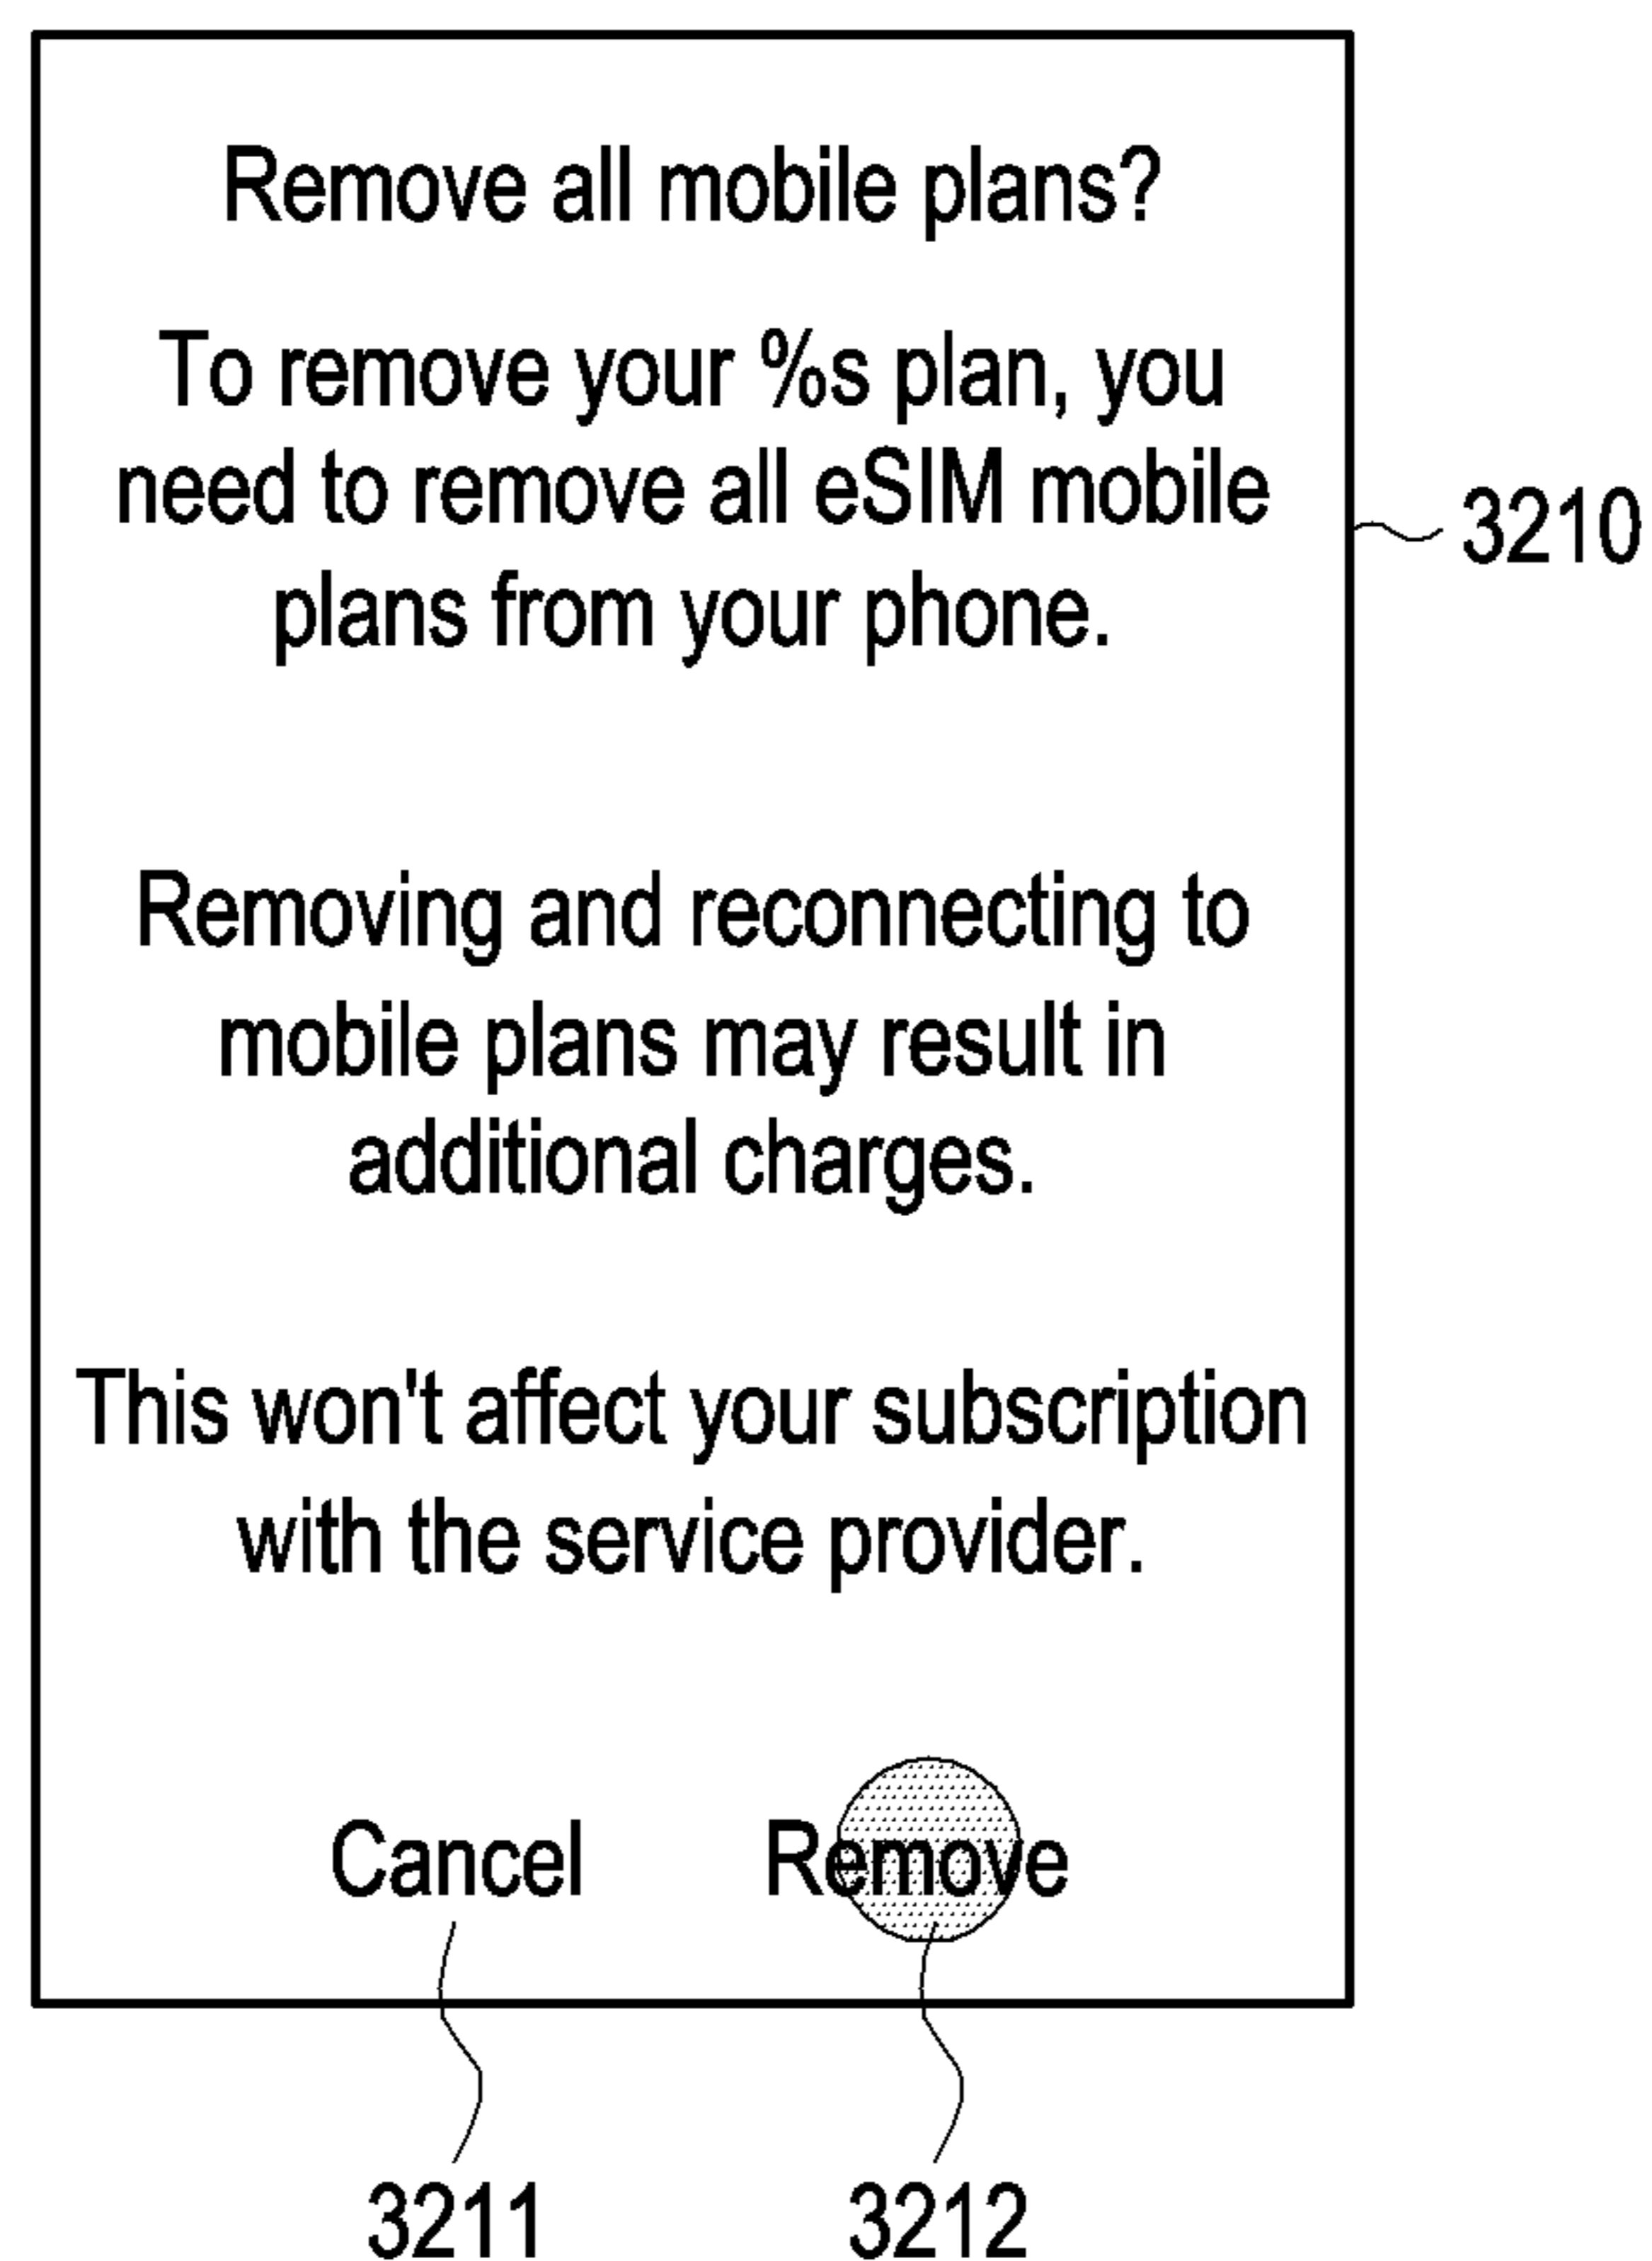 Remove all mobile plans?
To remove your %s plan, you
need to remove all eSIM mobile
plans from your phone.
3210
Removing and reconnecting to
mobile plans may result in
additional charges.
This won't affect your subscription
with the service provider.
Cancel Remove
3211 3212